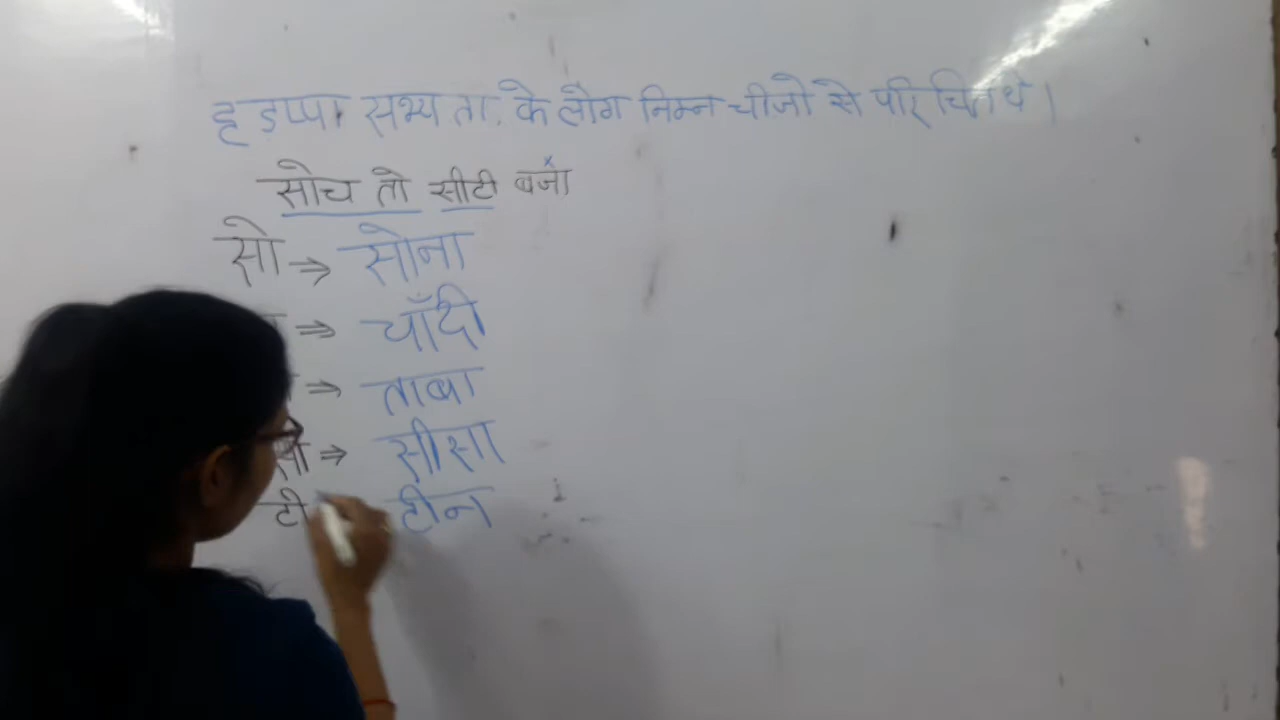 हडप्पा सभ्यता के लोग निम्न चीजो से परिचित थे।
सोच तो सीटी बजा
सो ⇒ सोना
⇒ चाँदी
⇒ ताबा
सी ⇒ सीसा
टी टीन